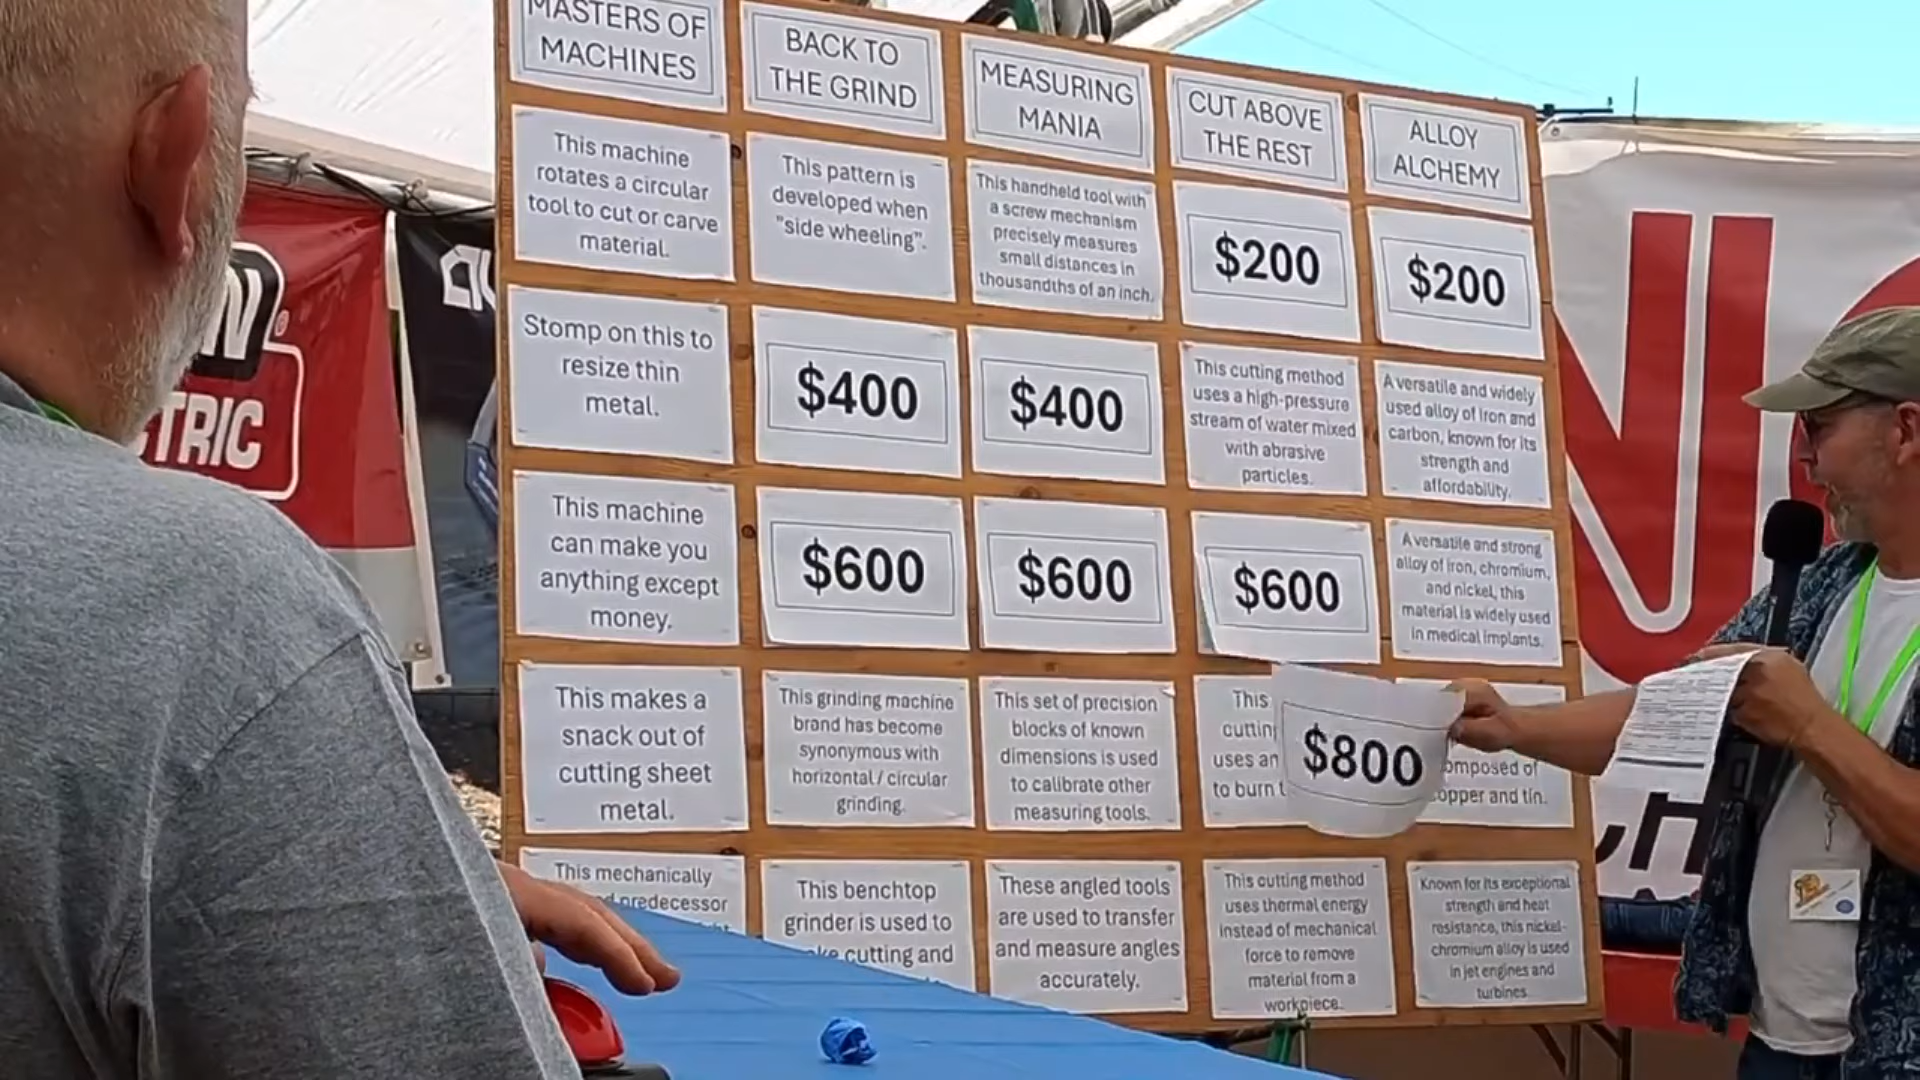 MASTERS OF
MACHINES
BACK TO
THE GRIND
MEASURING
MANIA
CUT ABOVE
THE REST
ALLOY
ALCHEMY
This machine
rotates a circular
tool to cut or carve
material.
This pattern is
developed when
"side wheeling".
This handheld tool with
a screw mechanism
precisely measures
small distances in
thousandths of an inch.
$200
$200
Stomp on this to
resize thin
metal.
$400
$400
This cutting method
uses a high-pressure
stream of water mixed
with abrasive
particles.
A versatile and widely
used alloy of iron and
carbon, known for its
strength and
affordability.
This machine
can make you
anything except
money.
$600
$600
$600
A versatile and strong
alloy of iron, chromium,
and nickel, this
material is widely used
in medical implants.
This makes a
snack out of
cutting sheet
metal.
This grinding machine
brand has become
synonymous with
horizontal / circular
grinding.
This set of precision
blocks of known
dimensions is used
to calibrate other
measuring tools.
This
cutting
uses an
to burn
$800
composed of
copper and tin.
This mechanically
predecessor
This benchtop
grinder is used to
cutting and
These angled tools
are used to transfer
and measure angles
accurately.
This cutting method
uses thermal energy
instead of mechanical
force to remove
material from a
workpiece.
Known for its exceptional
strength and heat
resistance, this nickel-
chromium alloy is used
in jet engines and
turbines
N
TRIC